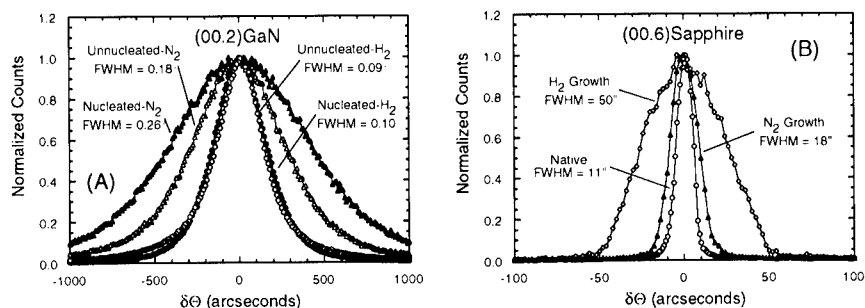 (00.2)GaN
Unnucleated-N2
FWHM = 0.18
Unnucleated-H2
FWHM = 0.09
Nucleated-N2
FWHM = 0.26
Nucleated-H2
FWHM = 0.10
(A)
Normalized Counts
1.2
1.0
0.8
0.6
0.4
0.2
0.0
-1000
-500
0
500
1000
δΘ (arcseconds)
(00.6)Sapphire
(B)
H2 Growth
FWHM = 50"
N2 Growth
FWHM = 18"
Native
FWHM = 11"
Normalized Counts
1.2
1.0
0.8
0.6
0.4
0.2
0.0
-100
-50
0
50
100
δΘ (arcseconds)